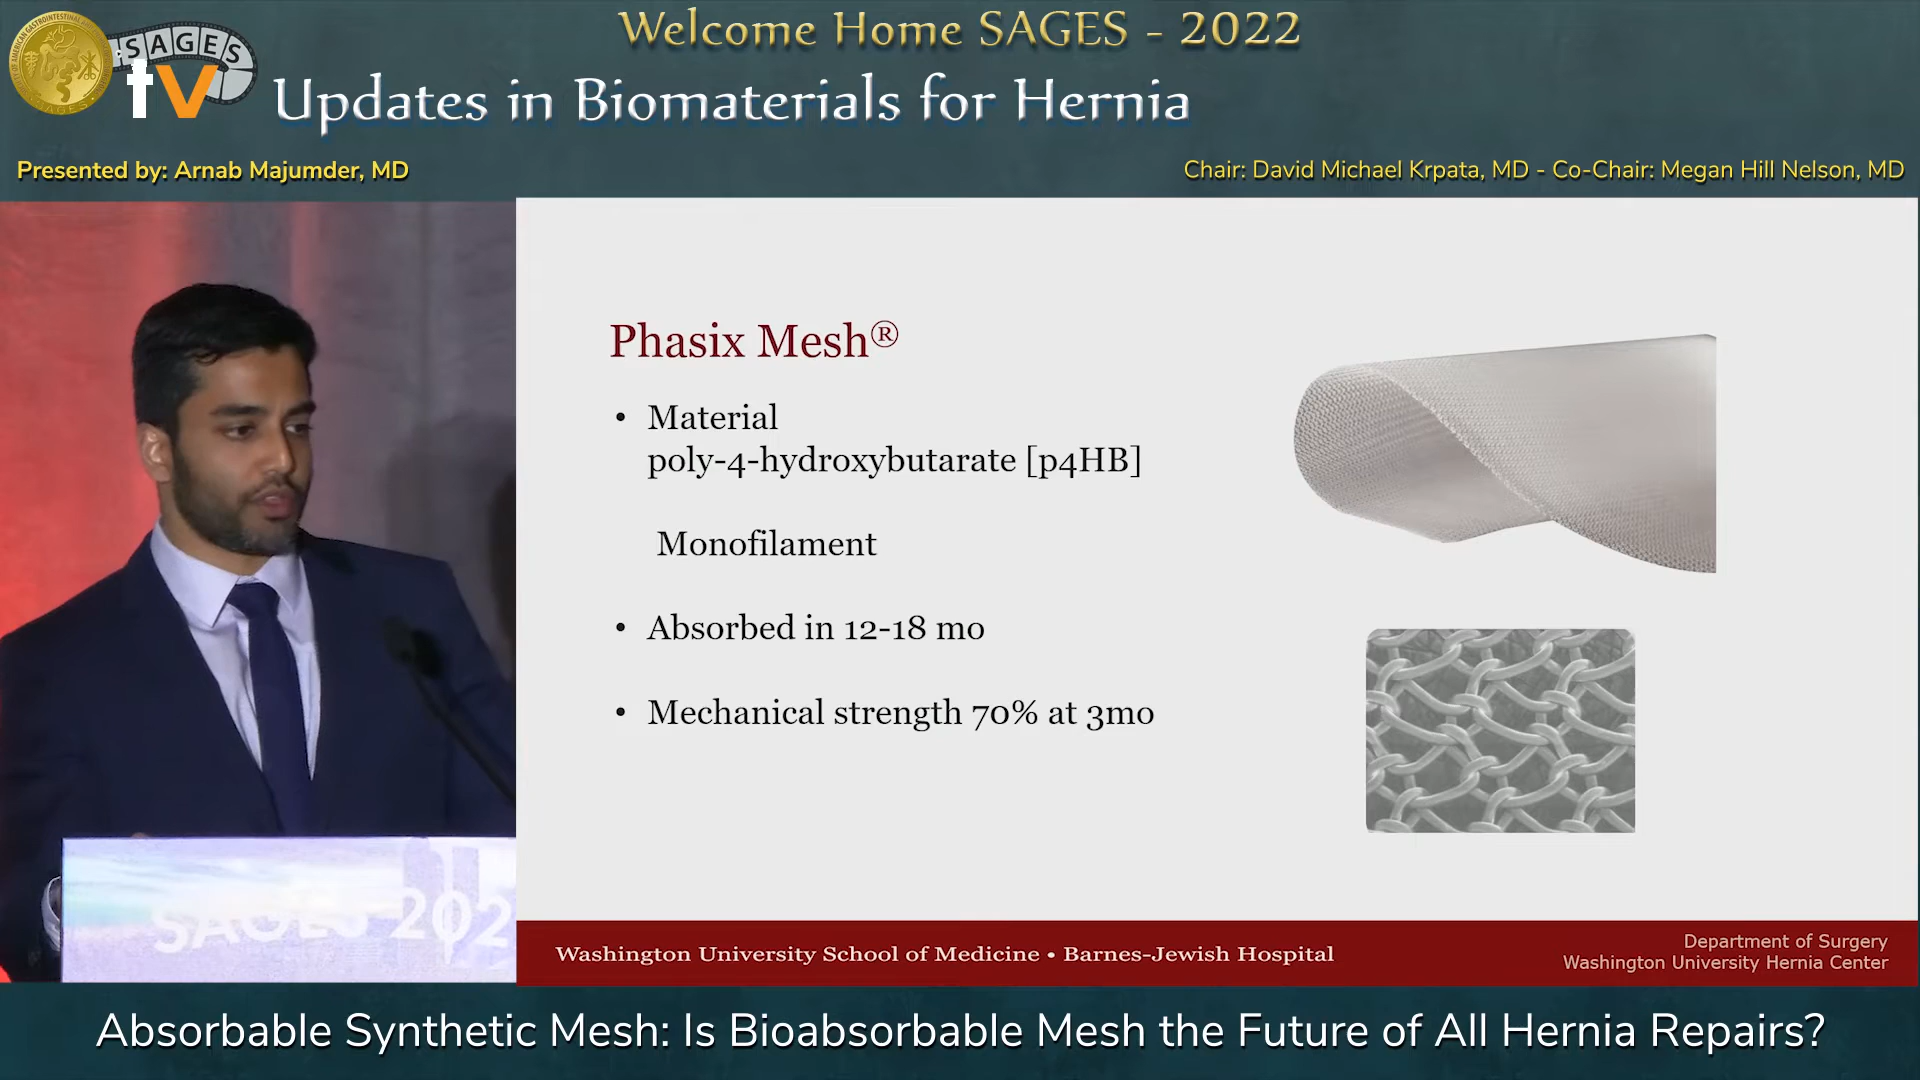 Welcome Home SAGES - 2022
SAGES
tv
Updates in Biomaterials for Hernia
Presented by: Arnab Majumder, MD
Chair: David Michael Krpata, MD - Co-Chair: Megan Hill Nelson, MD
Phasix Mesh®
• Material
poly-4-hydroxybutarate [p4HB]
Monofilament
• Absorbed in 12-18 mo
• Mechanical strength 70% at 3mo
SAGES 202
Washington University School of Medicine • Barnes-Jewish Hospital
Department of Surgery
Washington University Hernia Center
Absorbable Synthetic Mesh: Is Bioabsorbable Mesh the Future of All Hernia Repairs?